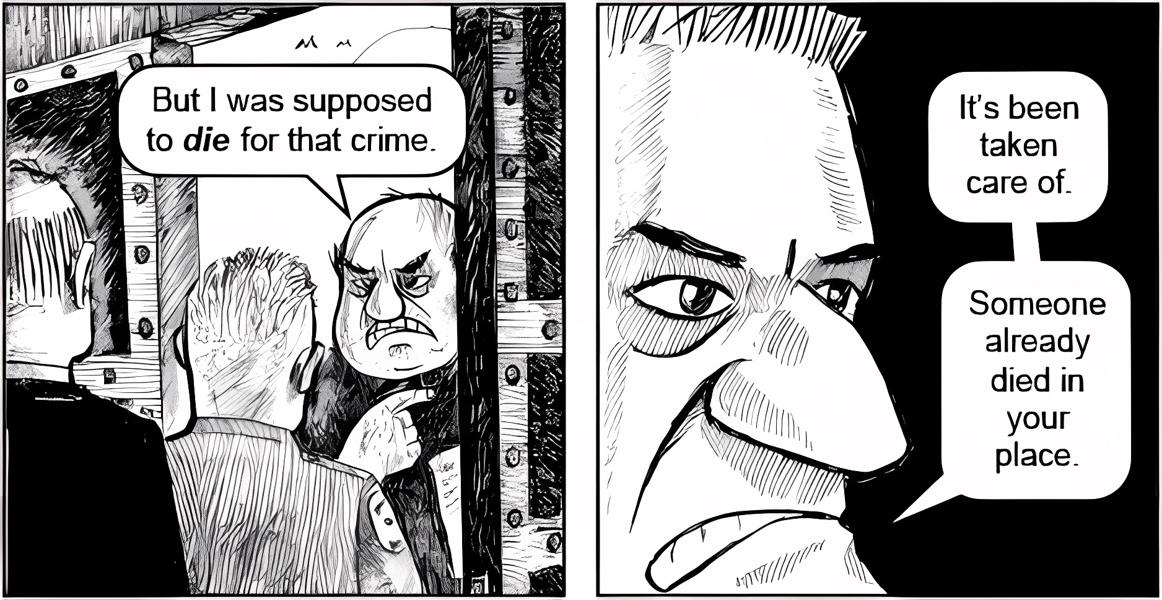 But I was supposed
to die for that crime.
It's been
taken
care of.
Someone
already
died in
your
place.